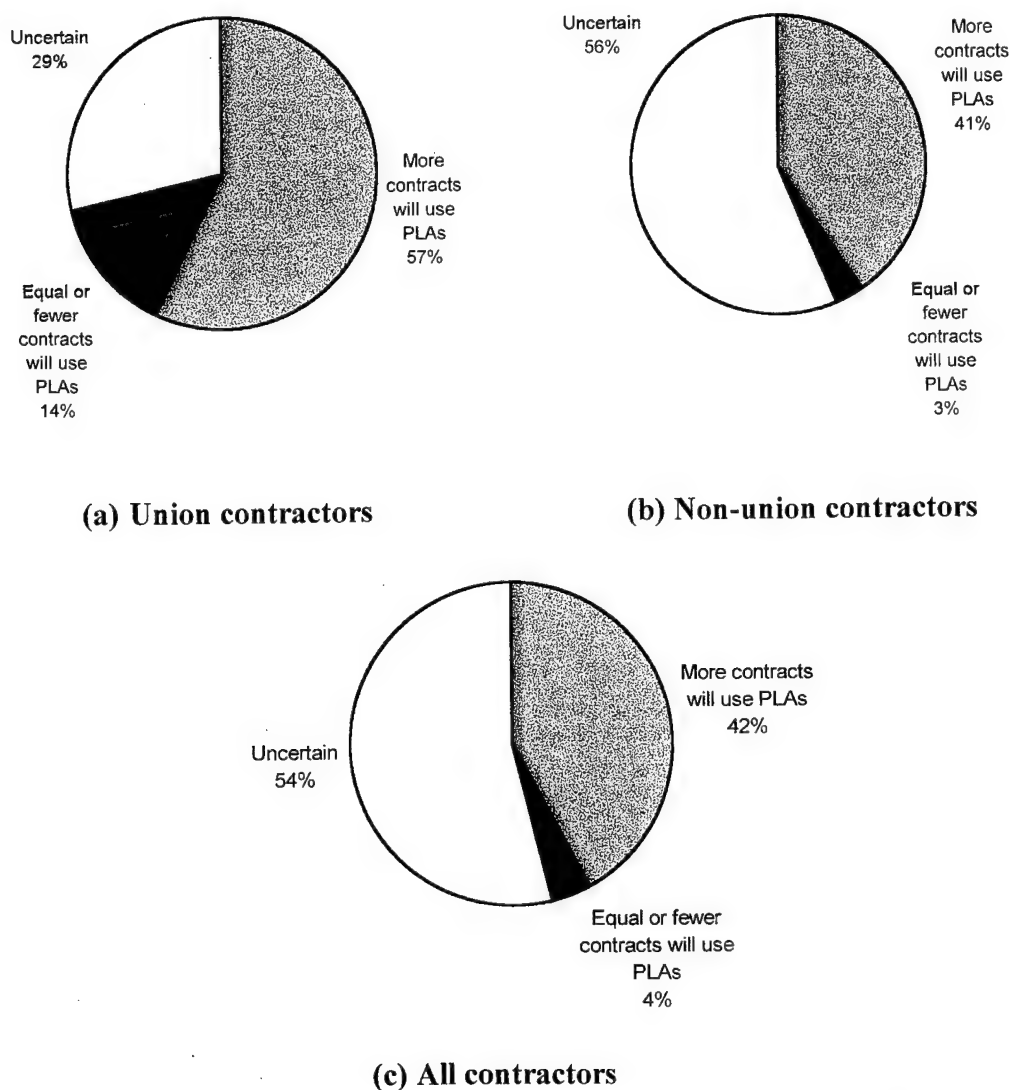 Uncertain
29%
More
contracts
will use
PLAs
57%
Equal or
fewer
contracts
will use
PLAs
14%
(a) Union contractors
Uncertain
56%
More
contracts
will use
PLAs
41%
Equal or
fewer
contracts
will use
PLAs
3%
(b) Non-union contractors
More contracts
will use PLAs
42%
Uncertain
54%
Equal or fewer
contracts will use
PLAs
4%
(c) All contractors